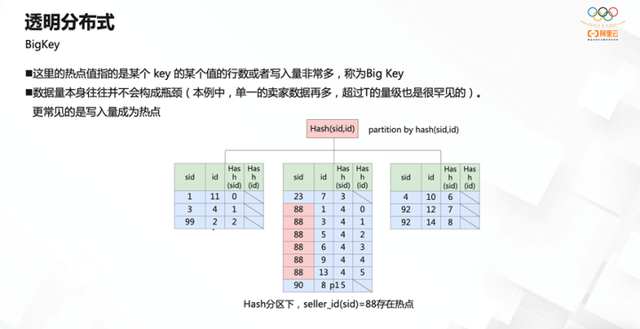 透明分布式
BigKey
阿里云
■这里的热点值指的是某个 key 的某个值的行数或者写入量非常多，称为Big Key
■数据量本身往往并不会构成瓶颈（本例中，单一的卖家数据再多，超过T的量级也是很罕见的）。
更常见的是写入量成为热点
Hash(sid,id) partition by hash(sid,id)
sid id Hash(sid) Hash(id)
1 11 0
3 4 1
99 2 2
sid id Hash(sid) Hash(id)
23 7 3
88 1 4 0
88 3 4 1
88 5 4 2
88 6 4 3
88 9 4 4
88 13 4 5
90 8 p1 5
sid id Hash(sid) Hash(id)
4 10 6
92 12 7
92 14 8
Hash分区下，seller_id(sid)=88存在热点